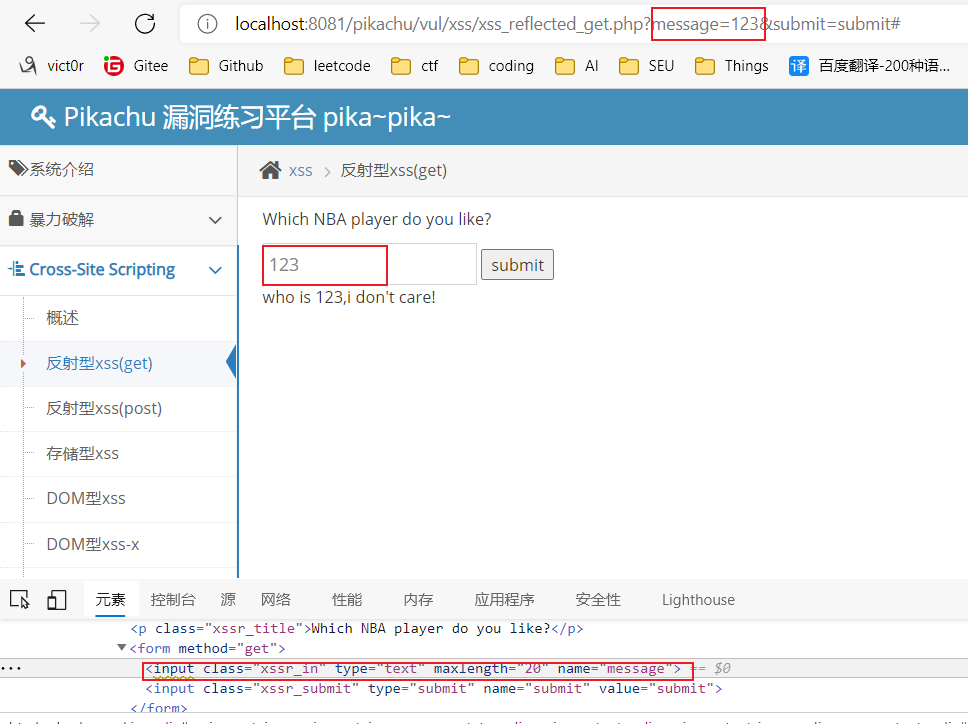 localhost:8081/pikachu/vul/xss/xss_reflected_get.php?message=123&submit=submit#
vict0r Gitee Github leetcode ctf coding AI SEU Things 译 百度翻译-200种语...
Pikachu 漏洞练习平台 pika~pika~
系统介绍
xss > 反射型xss(get)
暴力破解
Which NBA player do you like?
Cross-Site Scripting
123 submit
who is 123,i don't care!
概述
反射型xss(get)
反射型xss(post)
存储型xss
DOM型xss
DOM型xss-x
元素 控制台 源 网络 性能 内存 应用程序 安全性 Lighthouse
<p class="xssr_title">Which NBA player do you like?</p>
<form method="get">
<input class="xssr_in" type="text" maxlength="20" name="message"> == $0
<input class="xssr_submit" type="submit" name="submit" value="submit">
</form>